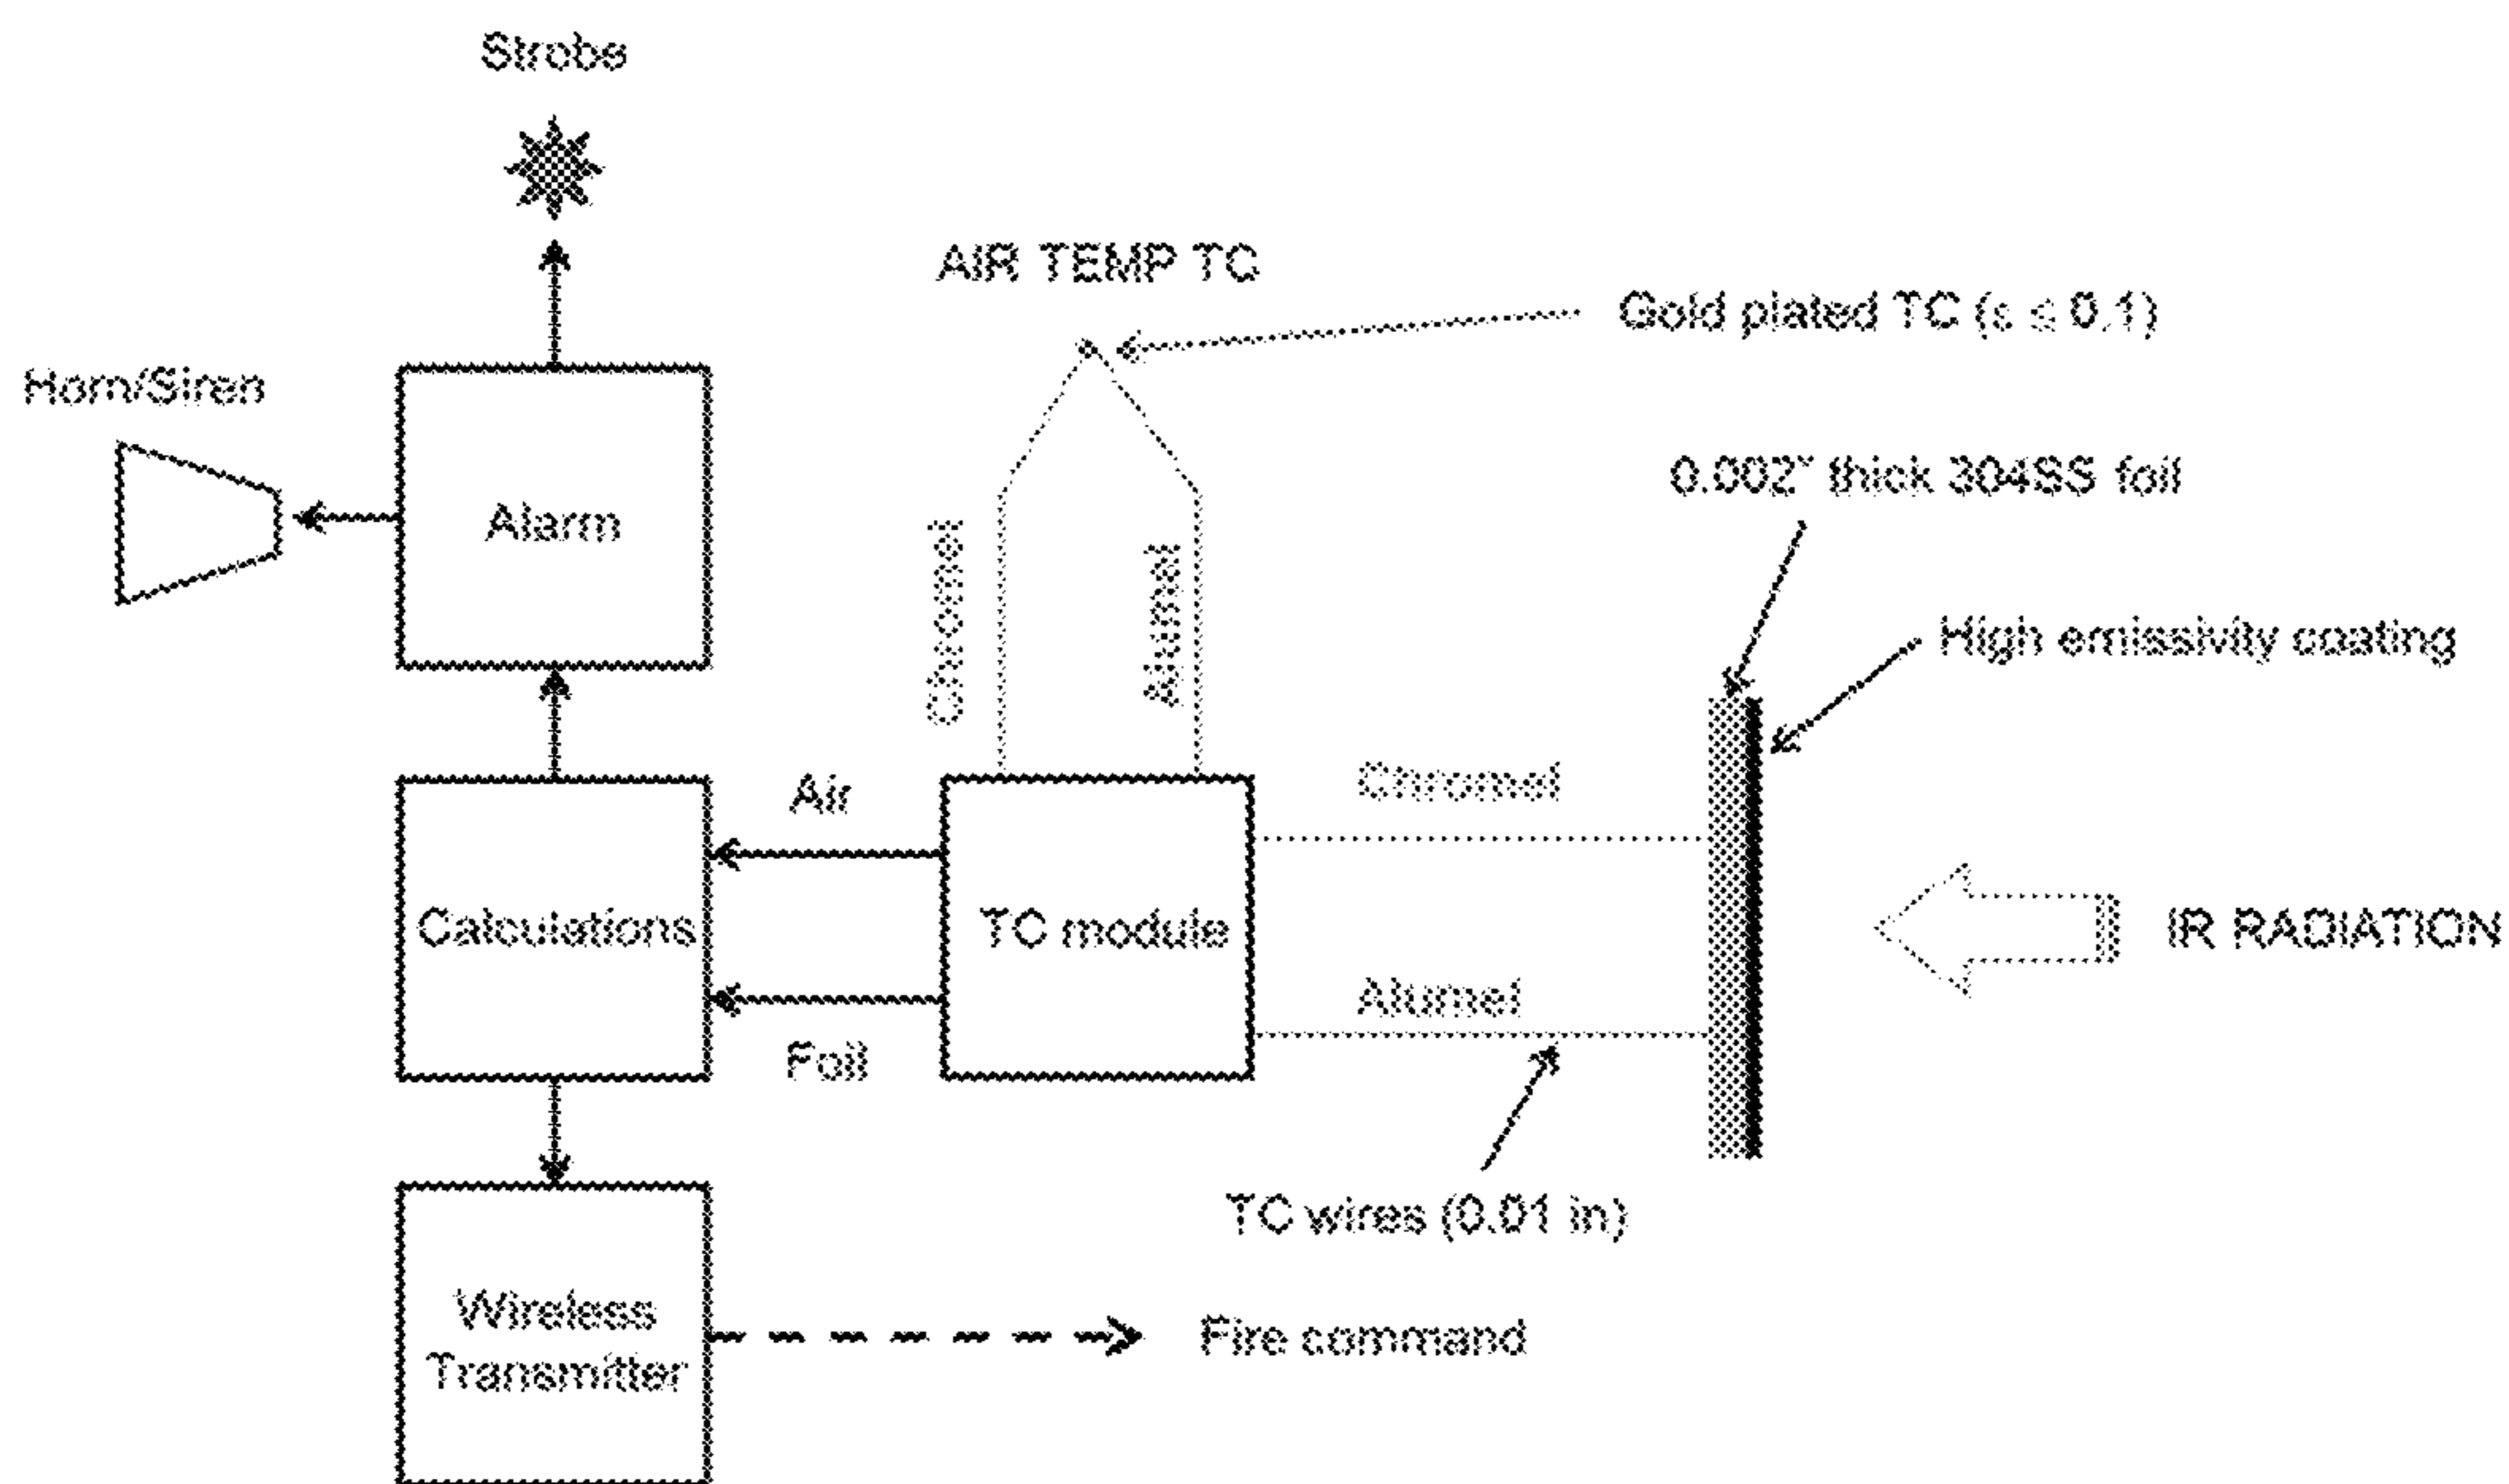 Strobs
AIR TEMP TC
Gold plated TC (ε ≤ 0.1)
Horn/Siren
0.002" thick 304SS foil
Alarm
Chromel
Alumel
High emissivity coating
Air
Chromel
Calculations
TC module
IR RADIATION
Alumel
Foil
TC wires (0.01 in)
Wireless
Transmitter
Fire command